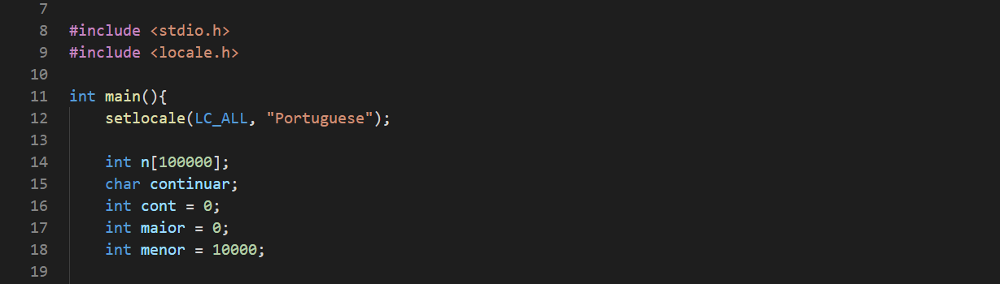 7
8 #include <stdio.h>
9 #include <locale.h>
10
11 int main(){
12     setlocale(LC_ALL, "Portuguese");
13
14     int n[100000];
15     char continuar;
16     int cont = 0;
17     int maior = 0;
18     int menor = 10000;
19